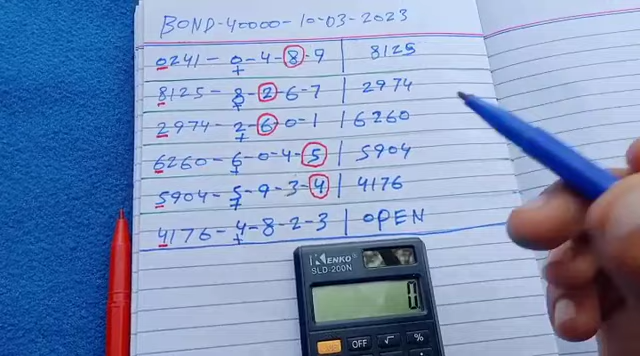 BOND-40000-10-03-2023
0241 - 0-4-8-9 | 8125
+
8125 - 8-2-6-7 | 2974
+
2974 - 2-6-0-1 | 6260
+
6260 - 6-0-4-5 | 5904
+
5904 - 5-9-3-4 | 4176
+
4176 - 4-8-2-3 | OPEN
+
KENKO
SLD-200N
0.
OFF
√
%